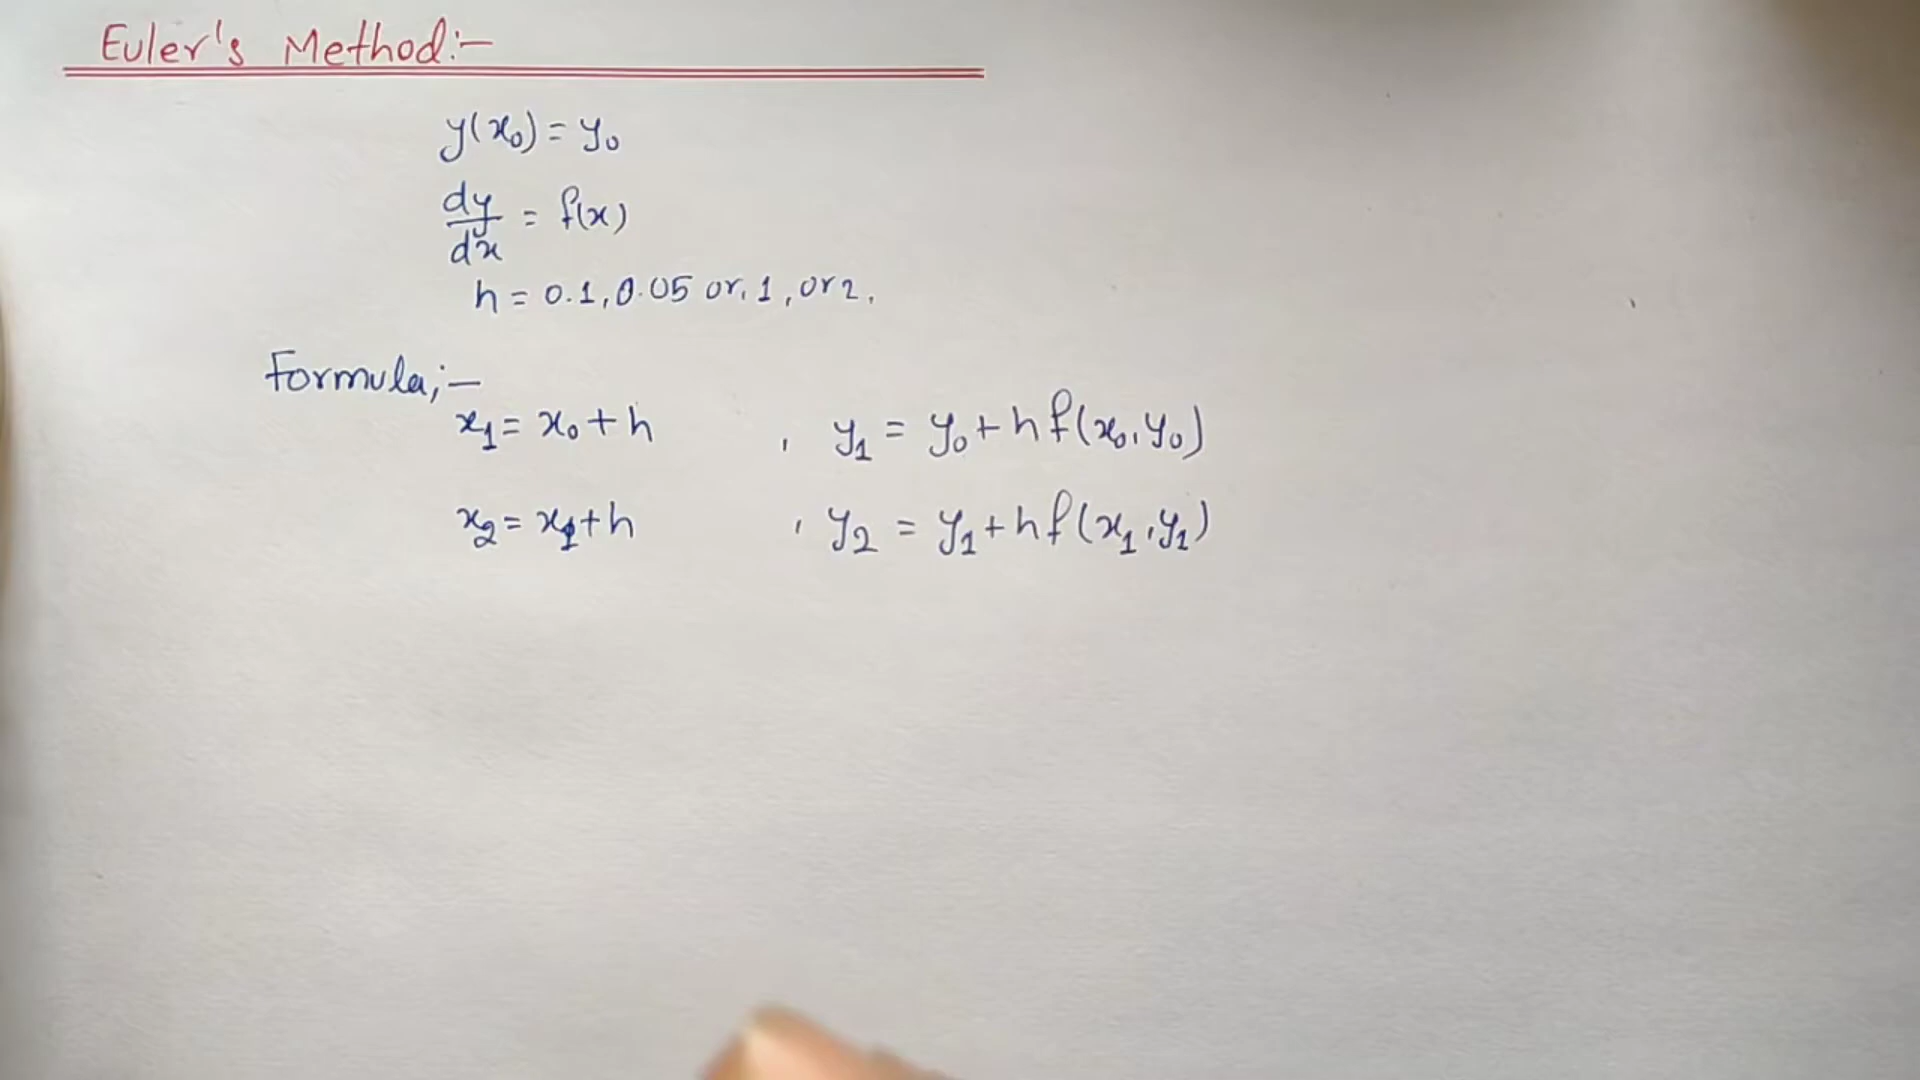 Euler's Method:-
y(x₀) = y₀
dy/dx = f(x)
h = 0.1, 0.05 or, 1, or 2.
Formula;-
x₁ = x₀ + h , y₁ = y₀ + h f(x₀, y₀)
x₂ = x₁ + h , y₂ = y₁ + h f(x₁, y₁)